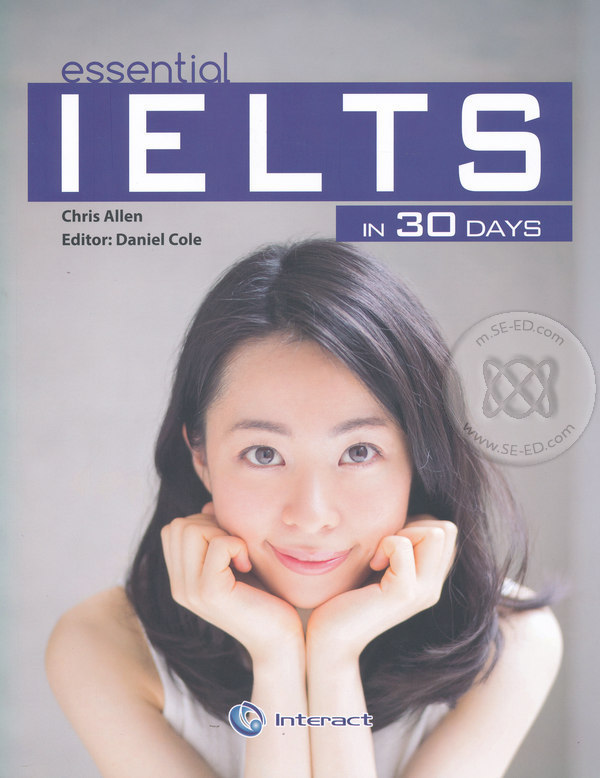 essential
IELTS
IN 30 DAYS
Chris Allen
Editor: Daniel Cole
m.SE-ED.com
www.SE-ED.com
Interact